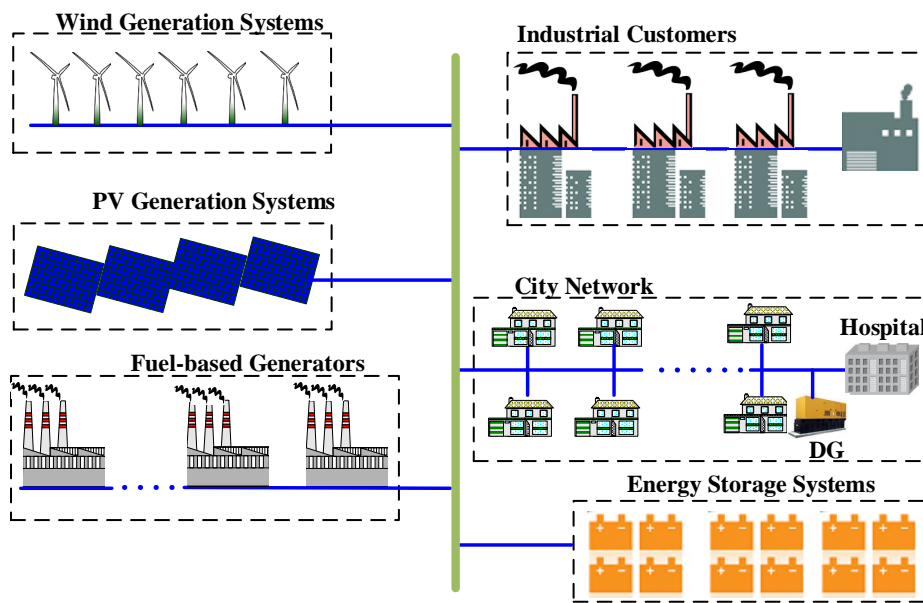 Wind Generation Systems
Industrial Customers
PV Generation Systems
City Network
Hospital
Fuel-based Generators
DG
Energy Storage Systems